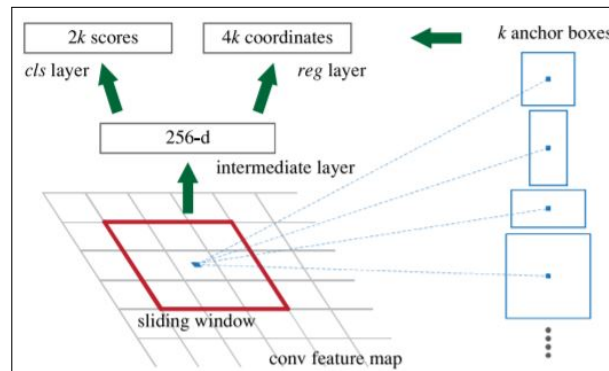 2k scores
4k coordinates
k anchor boxes
cls layer
reg layer
256-d
intermediate layer
sliding window
conv feature map